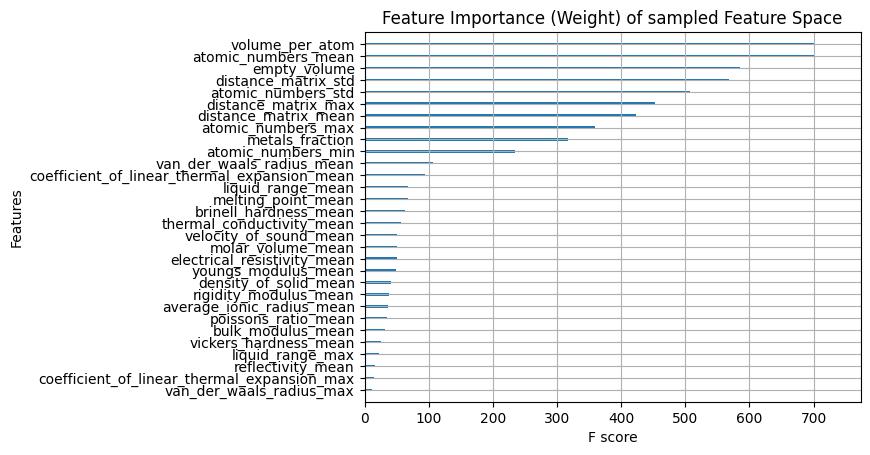 Feature Importance (Weight) of sampled Feature Space
volume_per_atom
atomic_numbers_mean
empty_volume
distance_matrix_std
atomic_numbers_std
distance_matrix_max
distance_matrix_mean
atomic_numbers_max
metals_fraction
atomic_numbers_min
van_der_waals_radius_mean
coefficient_of_linear_thermal_expansion_mean
liquid_range_mean
melting_point_mean
brinell_hardness_mean
thermal_conductivity_mean
velocity_of_sound_mean
molar_volume_mean
electrical_resistivity_mean
youngs_modulus_mean
density_of_solid_mean
rigidity_modulus_mean
average_ionic_radius_mean
poissons_ratio_mean
bulk_modulus_mean
vickers_hardness_mean
liquid_range_max
reflectivity_mean
coefficient_of_linear_thermal_expansion_max
van_der_waals_radius_max
Features
0 100 200 300 400 500 600 700
F score